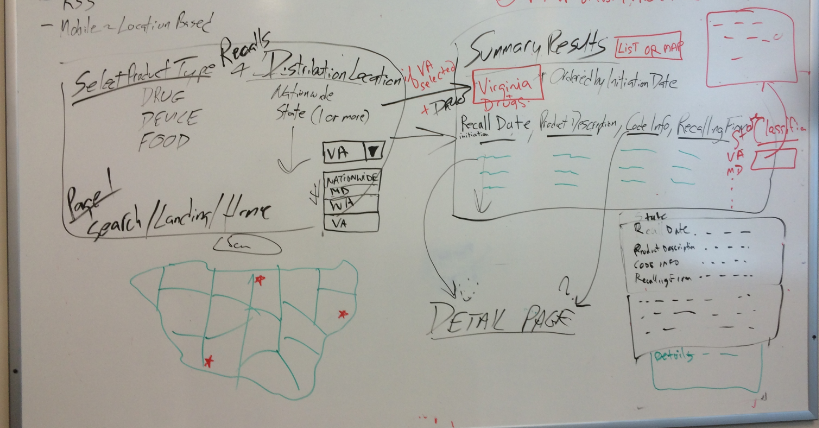 RSS
- Mobile - Location Based
Recalls
Select Product Type + Distribution Location
DRUG
DEVICE
FOOD
Nationwide
State (1 or more)
VA
NATIONWIDE
MD
WA
VA
Page 1
Search/Landing/Home
if VA
selected
+ DRUG
Summary Results
LIST OR MAP
Virginia
+ Drugs
Ordered by Initiation Date
Recall Date, Product Description, Code Info, Recalling Firm
initiation
VA
MD
State
Date
Product Description
CODE INFO
Recalling Firm
Details
DETAIL PAGE
?